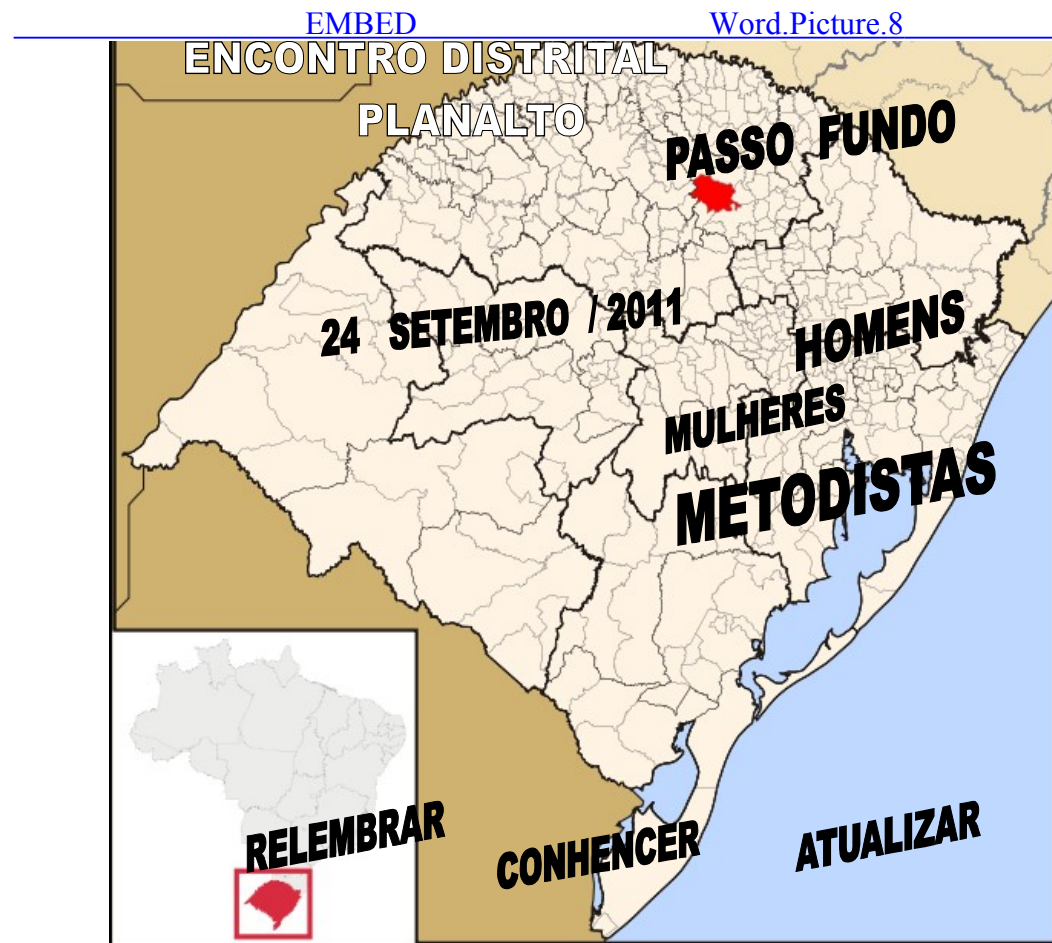 EMBED Word.Picture.8
ENCONTRO DISTRITAL
PLANALTO
PASSO FUNDO
24 SETEMBRO / 2011
HOMENS
MULHERES
METODISTAS
RELEMBRAR
CONHENCER
ATUALIZAR